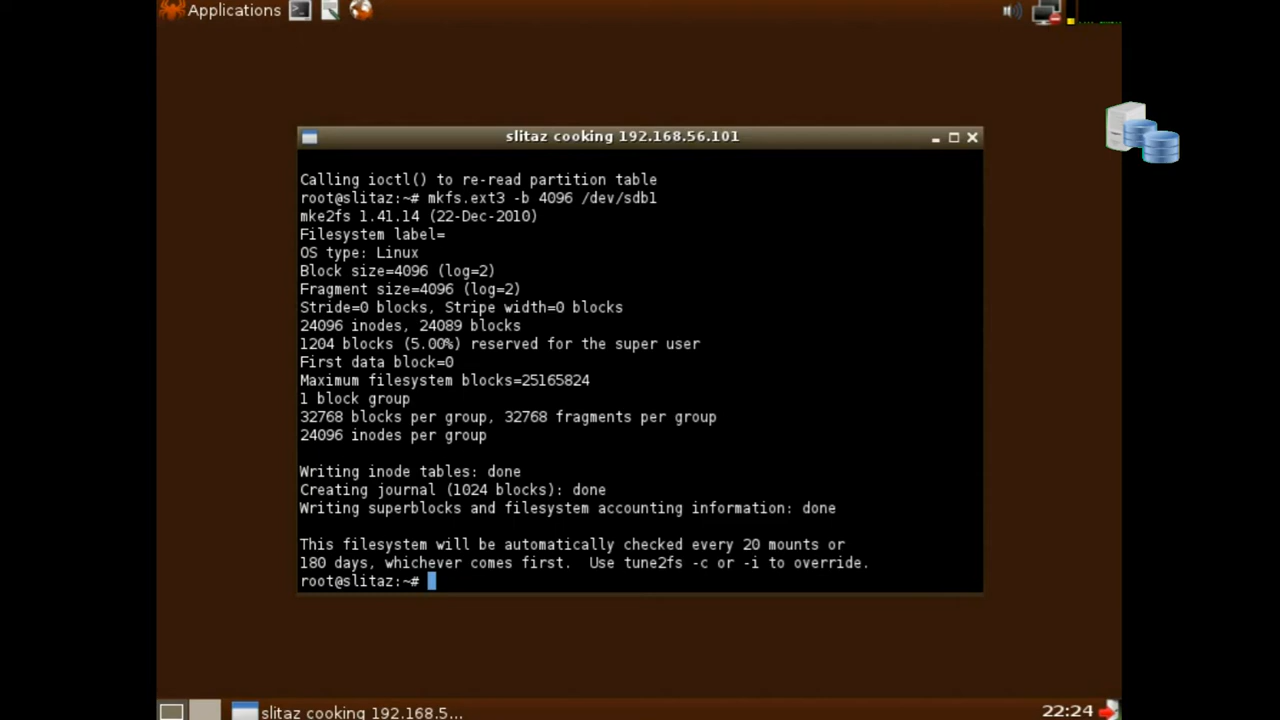 Applications
slitaz cooking 192.168.56.101
Calling ioctl() to re-read partition table
root@slitaz:~# mkfs.ext3 -b 4096 /dev/sdb1
mke2fs 1.41.14 (22-Dec-2010)
Filesystem label=
OS type: Linux
Block size=4096 (log=2)
Fragment size=4096 (log=2)
Stride=0 blocks, Stripe width=0 blocks
24096 inodes, 24089 blocks
1204 blocks (5.00%) reserved for the super user
First data block=0
Maximum filesystem blocks=25165824
1 block group
32768 blocks per group, 32768 fragments per group
24096 inodes per group
Writing inode tables: done
Creating journal (1024 blocks): done
Writing superblocks and filesystem accounting information: done
This filesystem will be automatically checked every 20 mounts or
180 days, whichever comes first.  Use tune2fs -c or -i to override.
root@slitaz:~#
slitaz cooking 192.168.5...
22:24